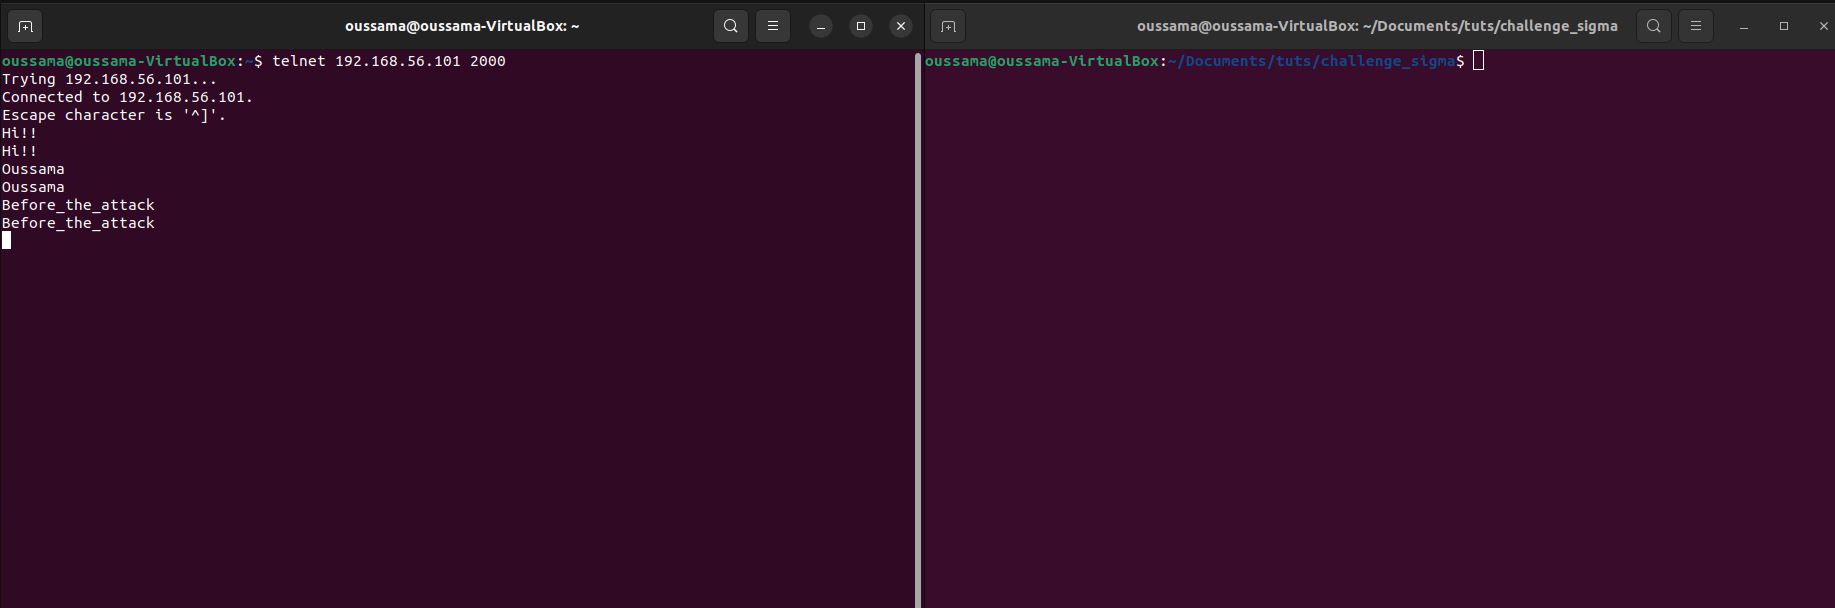 oussama@oussama-VirtualBox: ~
oussama@oussama-VirtualBox:~$ telnet 192.168.56.101 2000
Trying 192.168.56.101...
Connected to 192.168.56.101.
Escape character is '^]'.
Hi!!
Hi!!
Oussama
Oussama
Before_the_attack
Before_the_attack
oussama@oussama-VirtualBox: ~/Documents/tuts/challenge_sigma
oussama@oussama-VirtualBox:~/Documents/tuts/challenge_sigma$